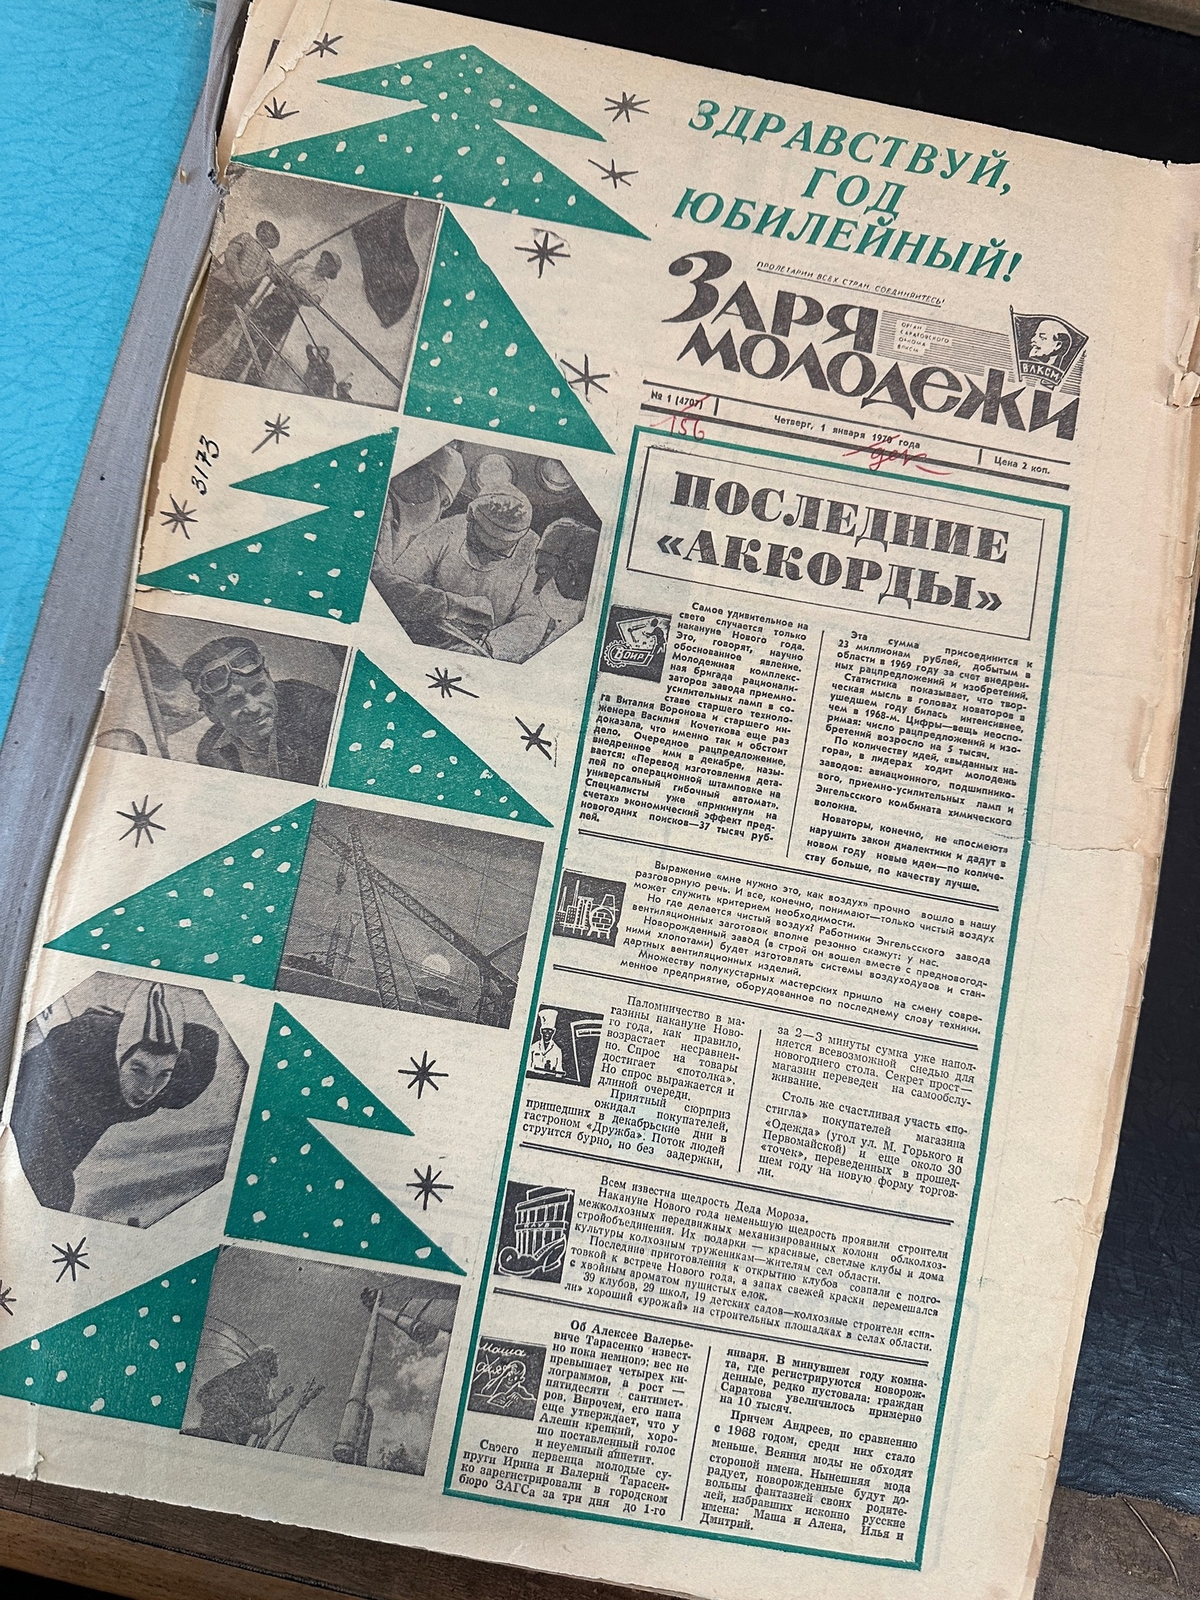 ЗДРАВСТВУЙ,
ГОД
ЮБИЛЕЙНЫЙ!
ПРОЛЕТАРИИ ВСЕХ СТРАН, СОЕДИНЯЙТЕСЬ!
ЗАРЯ
МОЛОДЕЖИ
ОРГАН
САРАТОВСКОГО
ОБКОМА
ВЛКСМ
ВЛКСМ
№ 1 (4707)
Четверг, 1 января 1970 года
Цена 2 коп.
156
3173
ПОСЛЕДНИЕ
«АККОРДЫ»
Самое удивительное на
свете случается только
накануне Нового года.
Это, говорят, научно
обоснованное явление.
Молодежная комплекс-
ная бригада рационали-
заторов завода приемно-
усилительных ламп в со-
ставе старшего техноло-
га Виталия Воронова и старшего ин-
женера Василия Кочеткова еще раз
доказала, что именно так и обстоит
дело. Очередное рацпредложение,
внедренное ими в декабре, назы-
вается: «Перевод изготовления дета-
лей по операционной штамповке на
универсальный гибочный автомат».
Специалисты уже «прикинули на
счетах» экономический эффект пред-
новогодних поисков—37 тысяч руб-
лей.
Эта сумма присоединится к
23 миллионам рублей, добытым в
области в 1969 году за счет внедрен-
ных рацпредложений и изобретений.
Статистика показывает, что твор-
ческая мысль в головах новаторов в
ушедшем году билась интенсивнее,
чем в 1968-м. Цифры—вещь неоспо-
римая: число рацпредложений и изо-
бретений возросло на 5 тысяч.
По количеству идей, «выданных на-
гора», в лидерах ходит молодежь
заводов: авиационного, подшипнико-
вого, приемно-усилительных ламп и
Энгельсского комбината химического
волокна.
Новаторы, конечно, не «посмеют»
нарушить закон диалектики и дадут в
новом году новые идеи—по количе-
ству больше, по качеству лучше.
Выражение «мне нужно это, как воздух» прочно вошло в нашу
разговорную речь. И все, конечно, понимают—только чистый воздух
может служить критерием необходимости.
Но где делается чистый воздух? Работники Энгельсского завода
вентиляционных заготовок вполне резонно скажут: у нас.
Новорожденный завод (в строй он вошел вместе с предновогод-
ними хлопотами) будет изготовлять системы воздуходувов и стан-
дартных вентиляционных изделий.
Множеству полукустарных мастерских пришло на смену совре-
менное предприятие, оборудованное по последнему слову техники.
Паломничество в ма-
газины накануне Ново-
го года, как правило,
возрастает несравнен-
но. Спрос на товары
достигает «потолка».
Но спрос выражается и
длиной очереди.
Приятный сюрприз
ожидал покупателей,
пришедших в декабрьские дни в
гастроном «Дружба». Поток людей
струится бурно, но без задержки,
за 2—3 минуты сумка уже напол-
няется всевозможной снедью для
новогоднего стола. Секрет прост—
магазин переведен на самообслу-
живание.
Столь же счастливая участь «по-
стигла» покупателей магазина
«Одежда» (угол ул. М. Горького и
Первомайской) и еще около 30
«точек», переведенных в прошед-
шем году на новую форму торгов-
ли.
Всем известна щедрость Деда Мороза.
Накануне Нового года неменьшую щедрость проявили строители
межколхозных передвижных механизированных колонн облколхоз-
стройобъединения. Их подарки — красивые, светлые клубы и дома
культуры колхозным труженикам—жителям сел области.
Последние приготовления к открытию клубов совпали с подго-
товкой к встрече Нового года, а запах свежей краски перемешался
с хвойным ароматом пушистых елок.
39 клубов, 29 школ, 19 детских садов—колхозные строители «сня-
ли» хороший «урожай» на строительных площадках в селах области.
Маша
Об Алексее Валерье-
виче Тарасенко извест-
но пока немного: вес не
превышает четырех ки-
лограммов, а рост —
пятидесяти сантимет-
ров. Впрочем, его папа
еще утверждает, что у
Алеши крепкий, хоро-
шо поставленный голос
и неуемный аппетит.
Своего первенца молодые су-
пруги Ирина и Валерий Тарасен-
ко зарегистрировали в городском
бюро ЗАГСа за три дня до 1-го
января. В минувшем году комна-
та, где регистрируются новорож-
денные, редко пустовала: граждан
Саратова увеличилось примерно
на 10 тысяч.
Причем Андреев, по сравнению
с 1968 годом, среди них стало
меньше. Веяния моды не обходят
стороной имена. Нынешняя мода
радует, новорожденные будут до-
вольны фантазией своих родите-
лей, избравших исконно русские
имена: Маша и Алена, Илья и
Дмитрий.